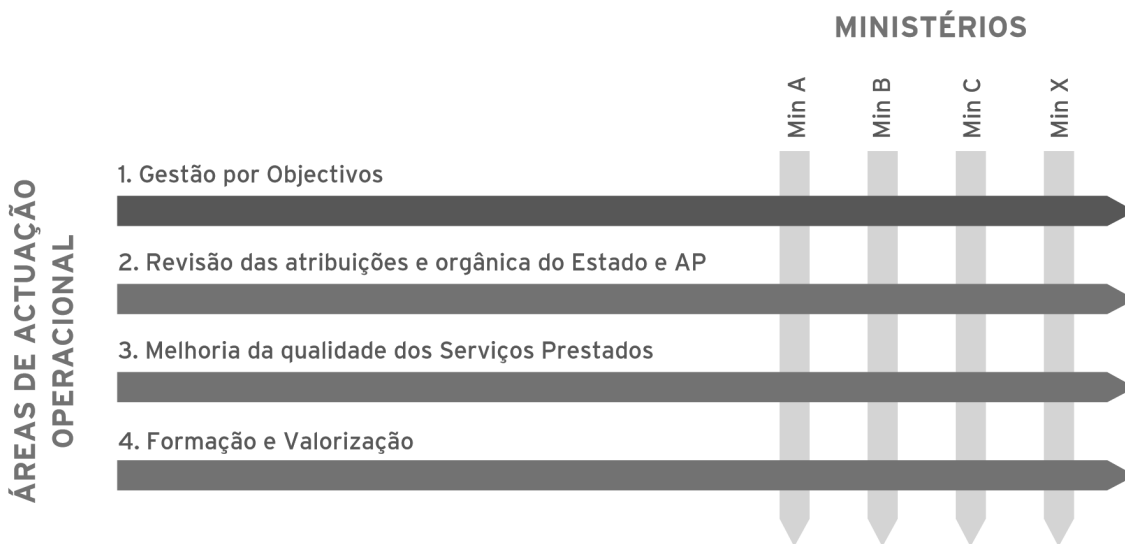 MINISTÉRIOS
Min A
Min B
Min C
Min X
ÁREAS DE ACTUAÇÃO
OPERACIONAL
1. Gestão por Objectivos
2. Revisão das atribuições e orgânica do Estado e AP
3. Melhoria da qualidade dos Serviços Prestados
4. Formação e Valorização